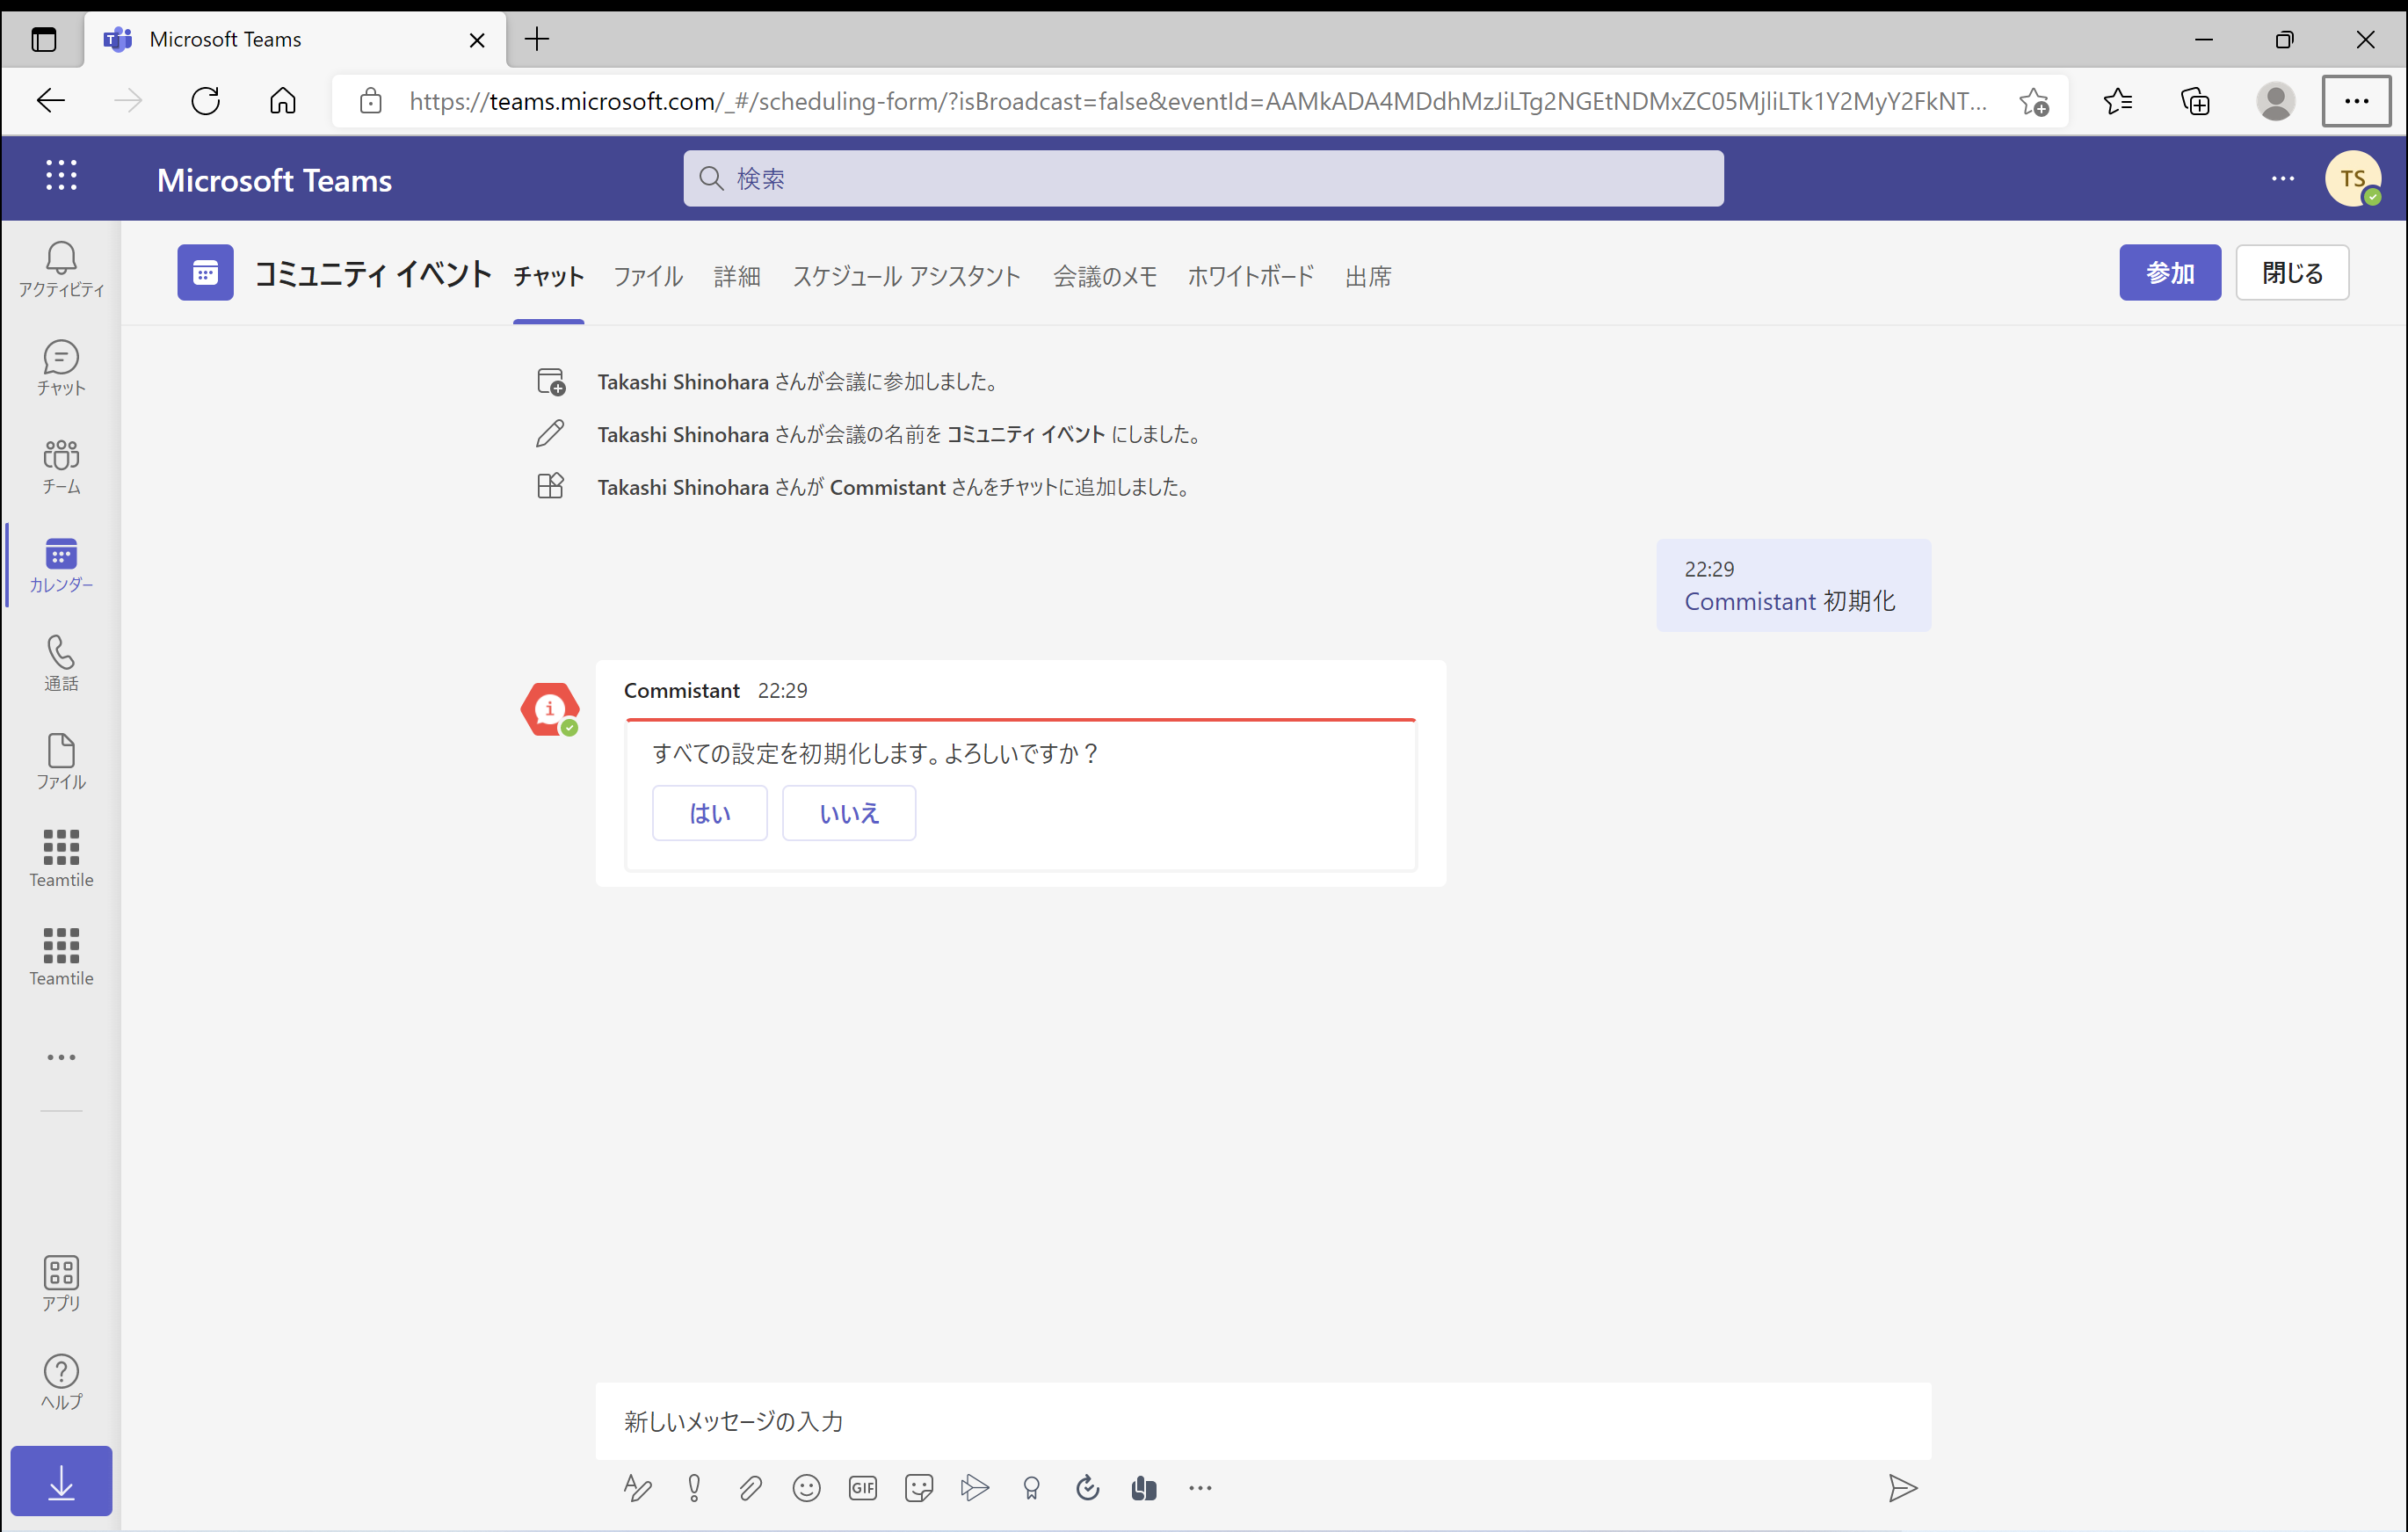 Microsoft Teams
https://teams.microsoft.com/_#/scheduling-form/?isBroadcast=false&eventId=AAMkADA4MDdhMzJiLTg2NGEtNDMxZC05MjliLTk1Y2MyY2FkNT...
Microsoft Teams
検索
TS
アクティビティ
チャット
チーム
カレンダー
通話
ファイル
Teamtile
Teamtile
アプリ
ヘルプ
コミュニティ イベント チャット ファイル 詳細 スケジュール アシスタント 会議のメモ ホワイトボード 出席
参加 閉じる
Takashi Shinohara さんが会議に参加しました。
Takashi Shinohara さんが会議の名前を コミュニティ イベント にしました。
Takashi Shinohara さんが Commistant さんをチャットに追加しました。
22:29
Commistant 初期化
Commistant 22:29
すべての設定を初期化します。よろしいですか？
はい いいえ
新しいメッセージの入力
GIF